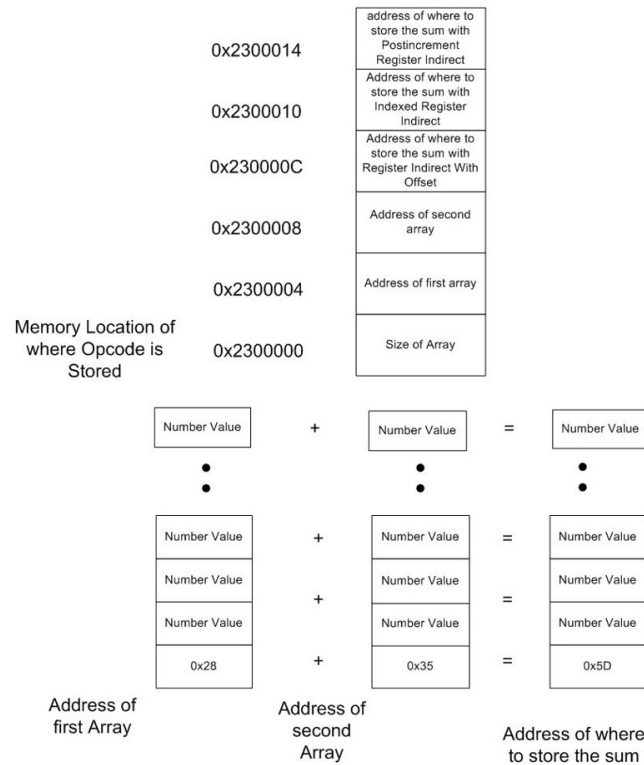 address of where to
store the sum with
Postincrement
Register Indirect
0x2300014
Address of where to
store the sum with
Indexed Register
Indirect
0x2300010
Address of where to
store the sum with
Register Indirect With
Offset
0x230000C
Address of second
array
0x2300008
Address of first array
0x2300004
Memory Location of
where Opcode is
Stored
0x2300000
Size of Array
Number Value + Number Value = Number Value
Number Value + Number Value = Number Value
Number Value Number Value Number Value
+ =
Number Value Number Value Number Value
0x28 + 0x35 = 0x5D
Address of
first Array
Address of
second
Array
Address of where
to store the sum